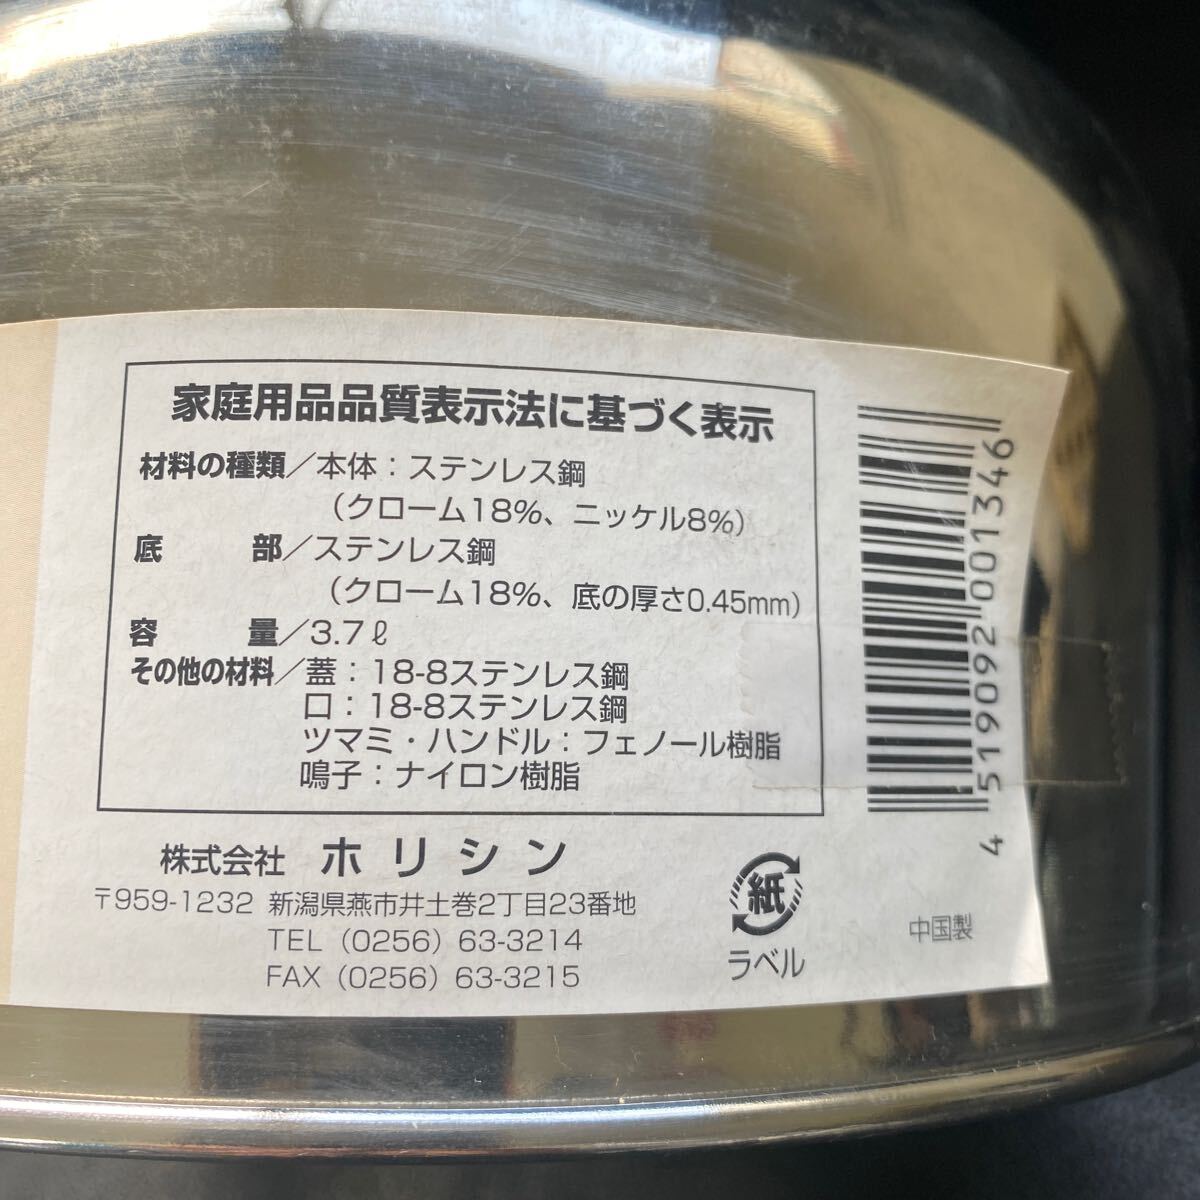 家庭用品品質表示法に基づく表示
材料の種類／本体：ステンレス鋼
（クローム18%、ニッケル8%）
底部／ステンレス鋼
（クローム18%、底の厚さ0.45mm）
容量／3.7ℓ
その他の材料／蓋：18-8ステンレス鋼
口：18-8ステンレス鋼
ツマミ・ハンドル：フェノール樹脂
鳴子：ナイロン樹脂
株式会社 ホリシン
〒959-1232 新潟県燕市井土巻2丁目23番地
TEL（0256）63-3214
FAX（0256）63-3215
紙
ラベル
中国製
4 519092 001346